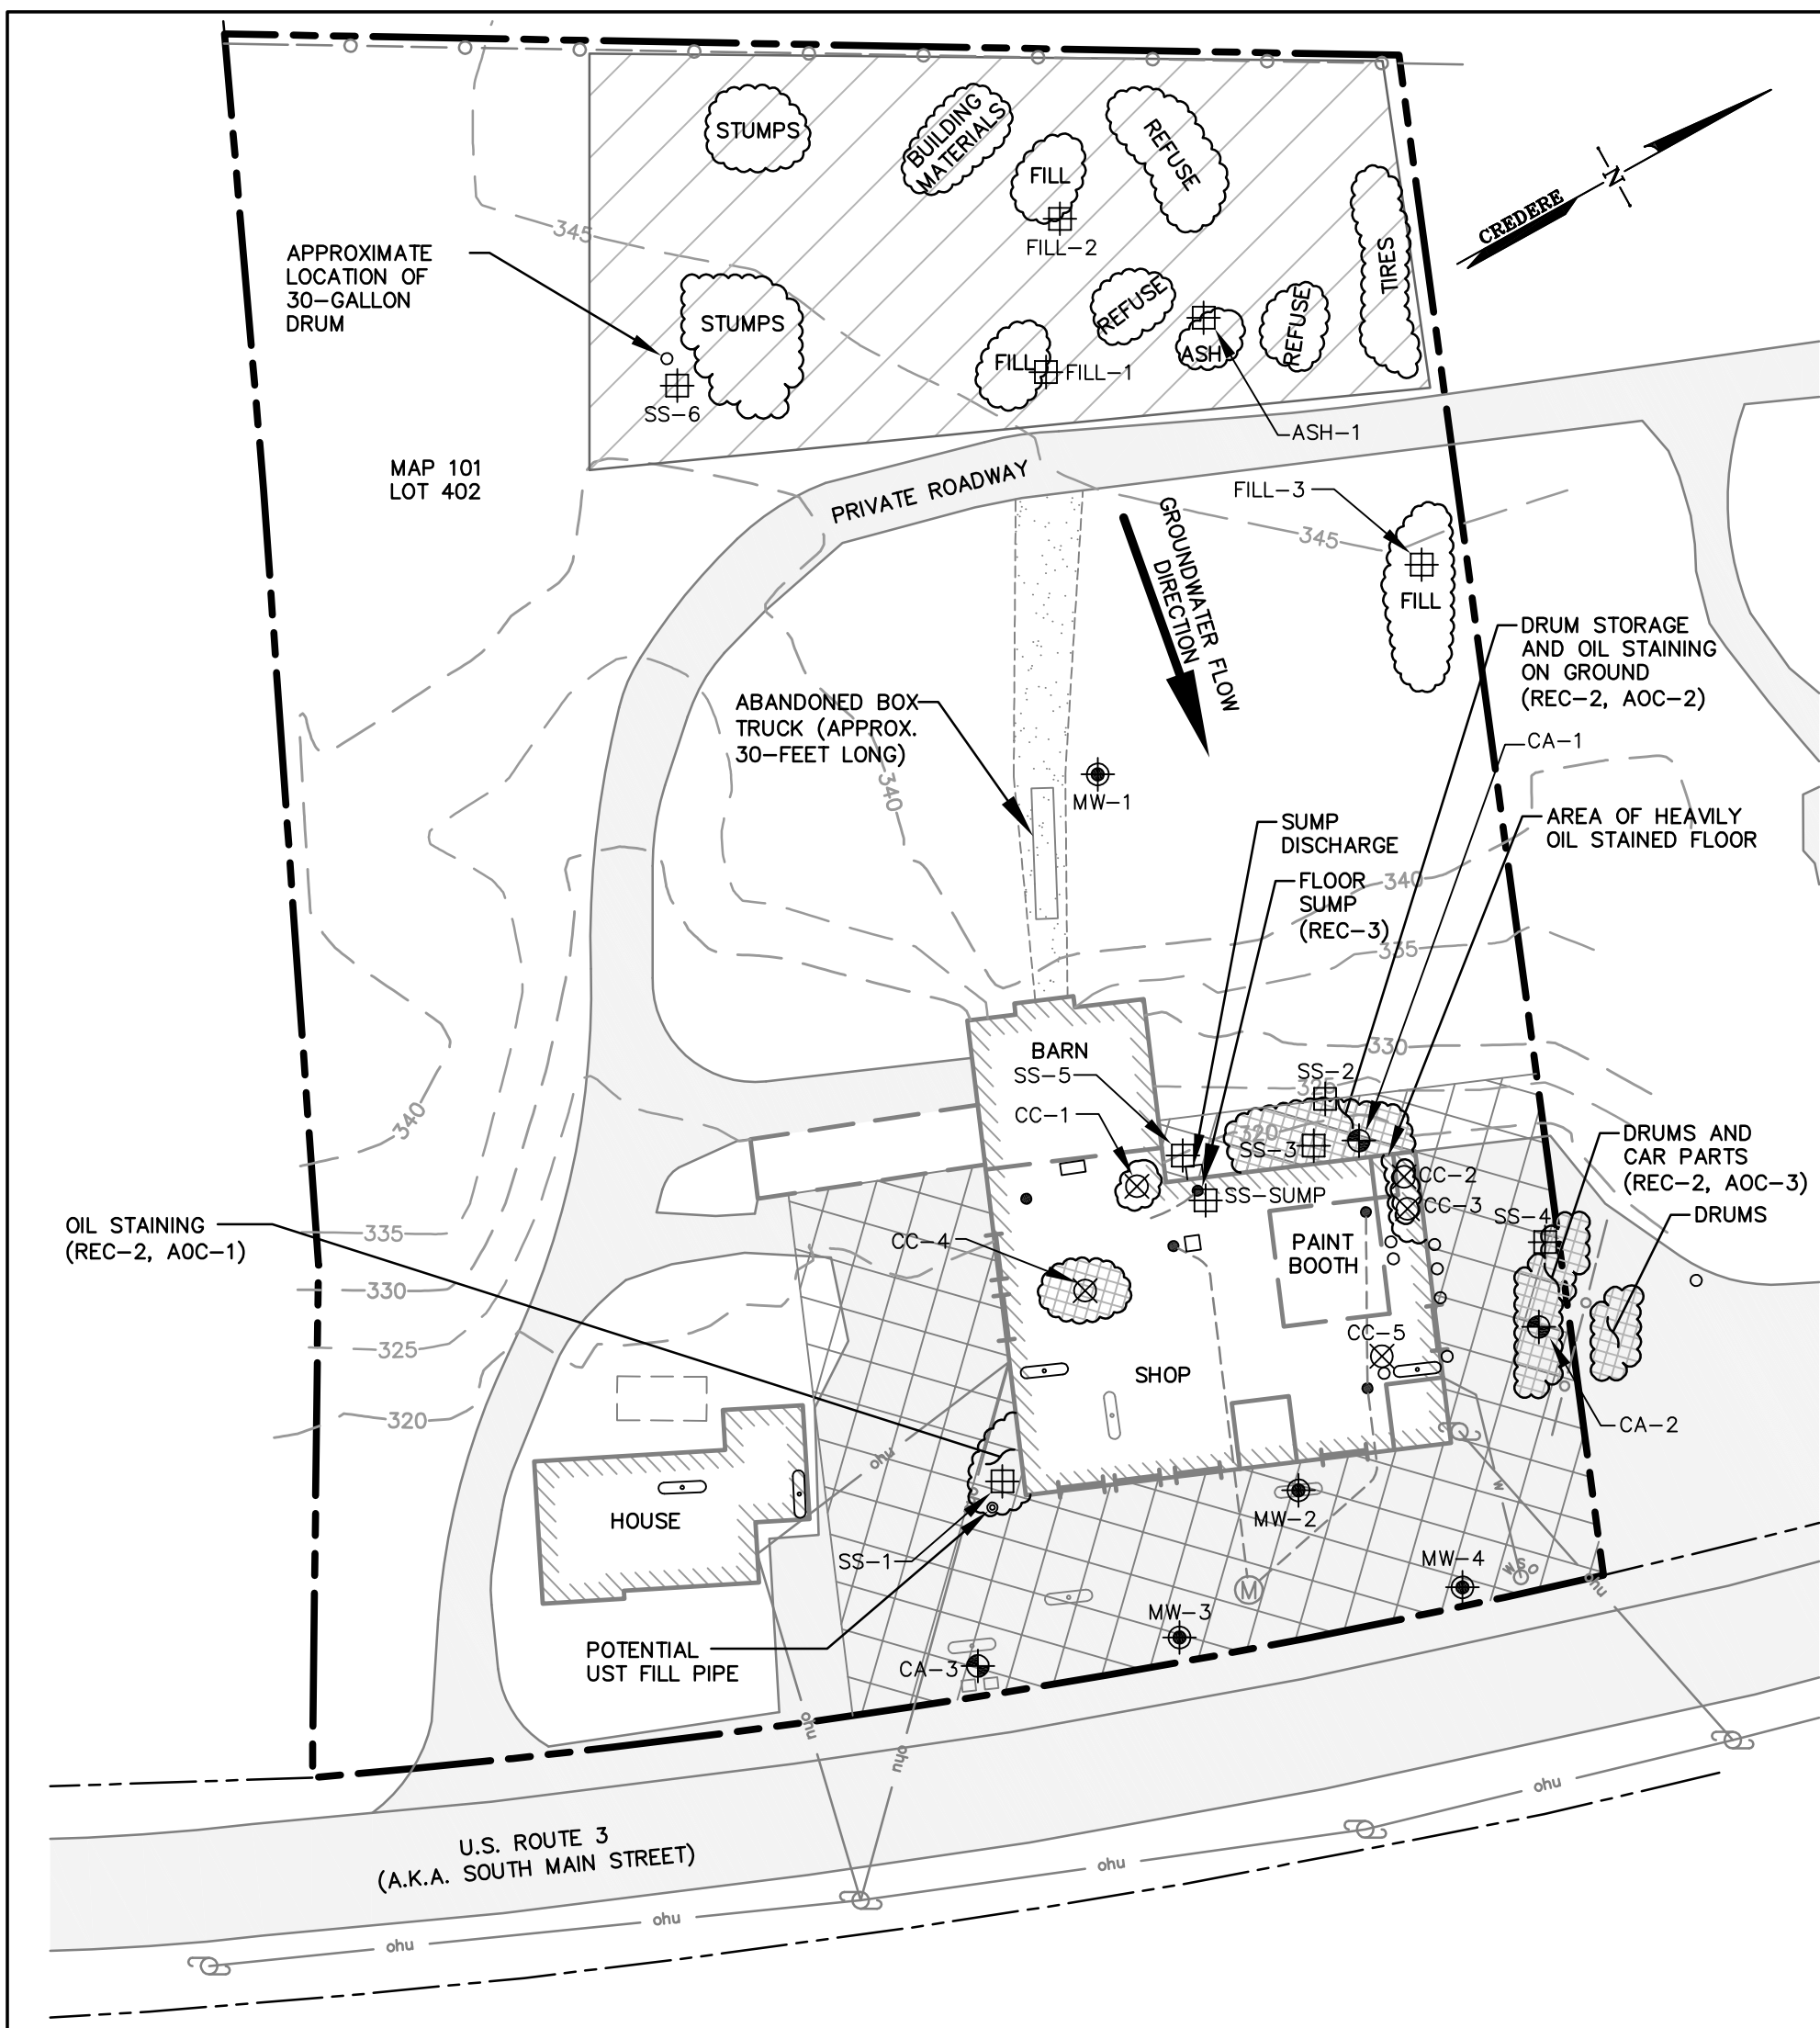 STUMPS
BUILDING
MATERIALS
FILL
FILL-2
REFUSE
TIRES
CREDERE
N
345
APPROXIMATE
LOCATION OF
30-GALLON
DRUM
STUMPS
SS-6
FILL
FILL-1
REFUSE
ASH
REFUSE
ASH-1
MAP 101
LOT 402
PRIVATE ROADWAY
FILL-3
345
FILL
GROUNDWATER FLOW
DIRECTION
DRUM STORAGE
AND OIL STAINING
ON GROUND
(REC-2, AOC-2)
CA-1
ABANDONED BOX
TRUCK (APPROX.
30-FEET LONG)
340
MW-1
SUMP
DISCHARGE
AREA OF HEAVILY
OIL STAINED FLOOR
FLOOR
SUMP
(REC-3)
340
335
330
325
320
BARN
SS-5
CC-1
SS-2
SS-3
340
DRUMS AND
CAR PARTS
(REC-2, AOC-3)
DRUMS
CC-2
CC-3
SS-4
SS-SUMP
OIL STAINING
(REC-2, AOC-1)
335
330
325
320
CC-4
PAINT
BOOTH
CC-5
SHOP
CA-2
ohu
W
HOUSE
SS-1
MW-2
MW-4
WSO
ohu
M
MW-3
POTENTIAL
UST FILL PIPE
CA-3
ohu
ohu
ohu
U.S. ROUTE 3
(A.K.A. SOUTH MAIN STREET)
ohu
ohu
ohu